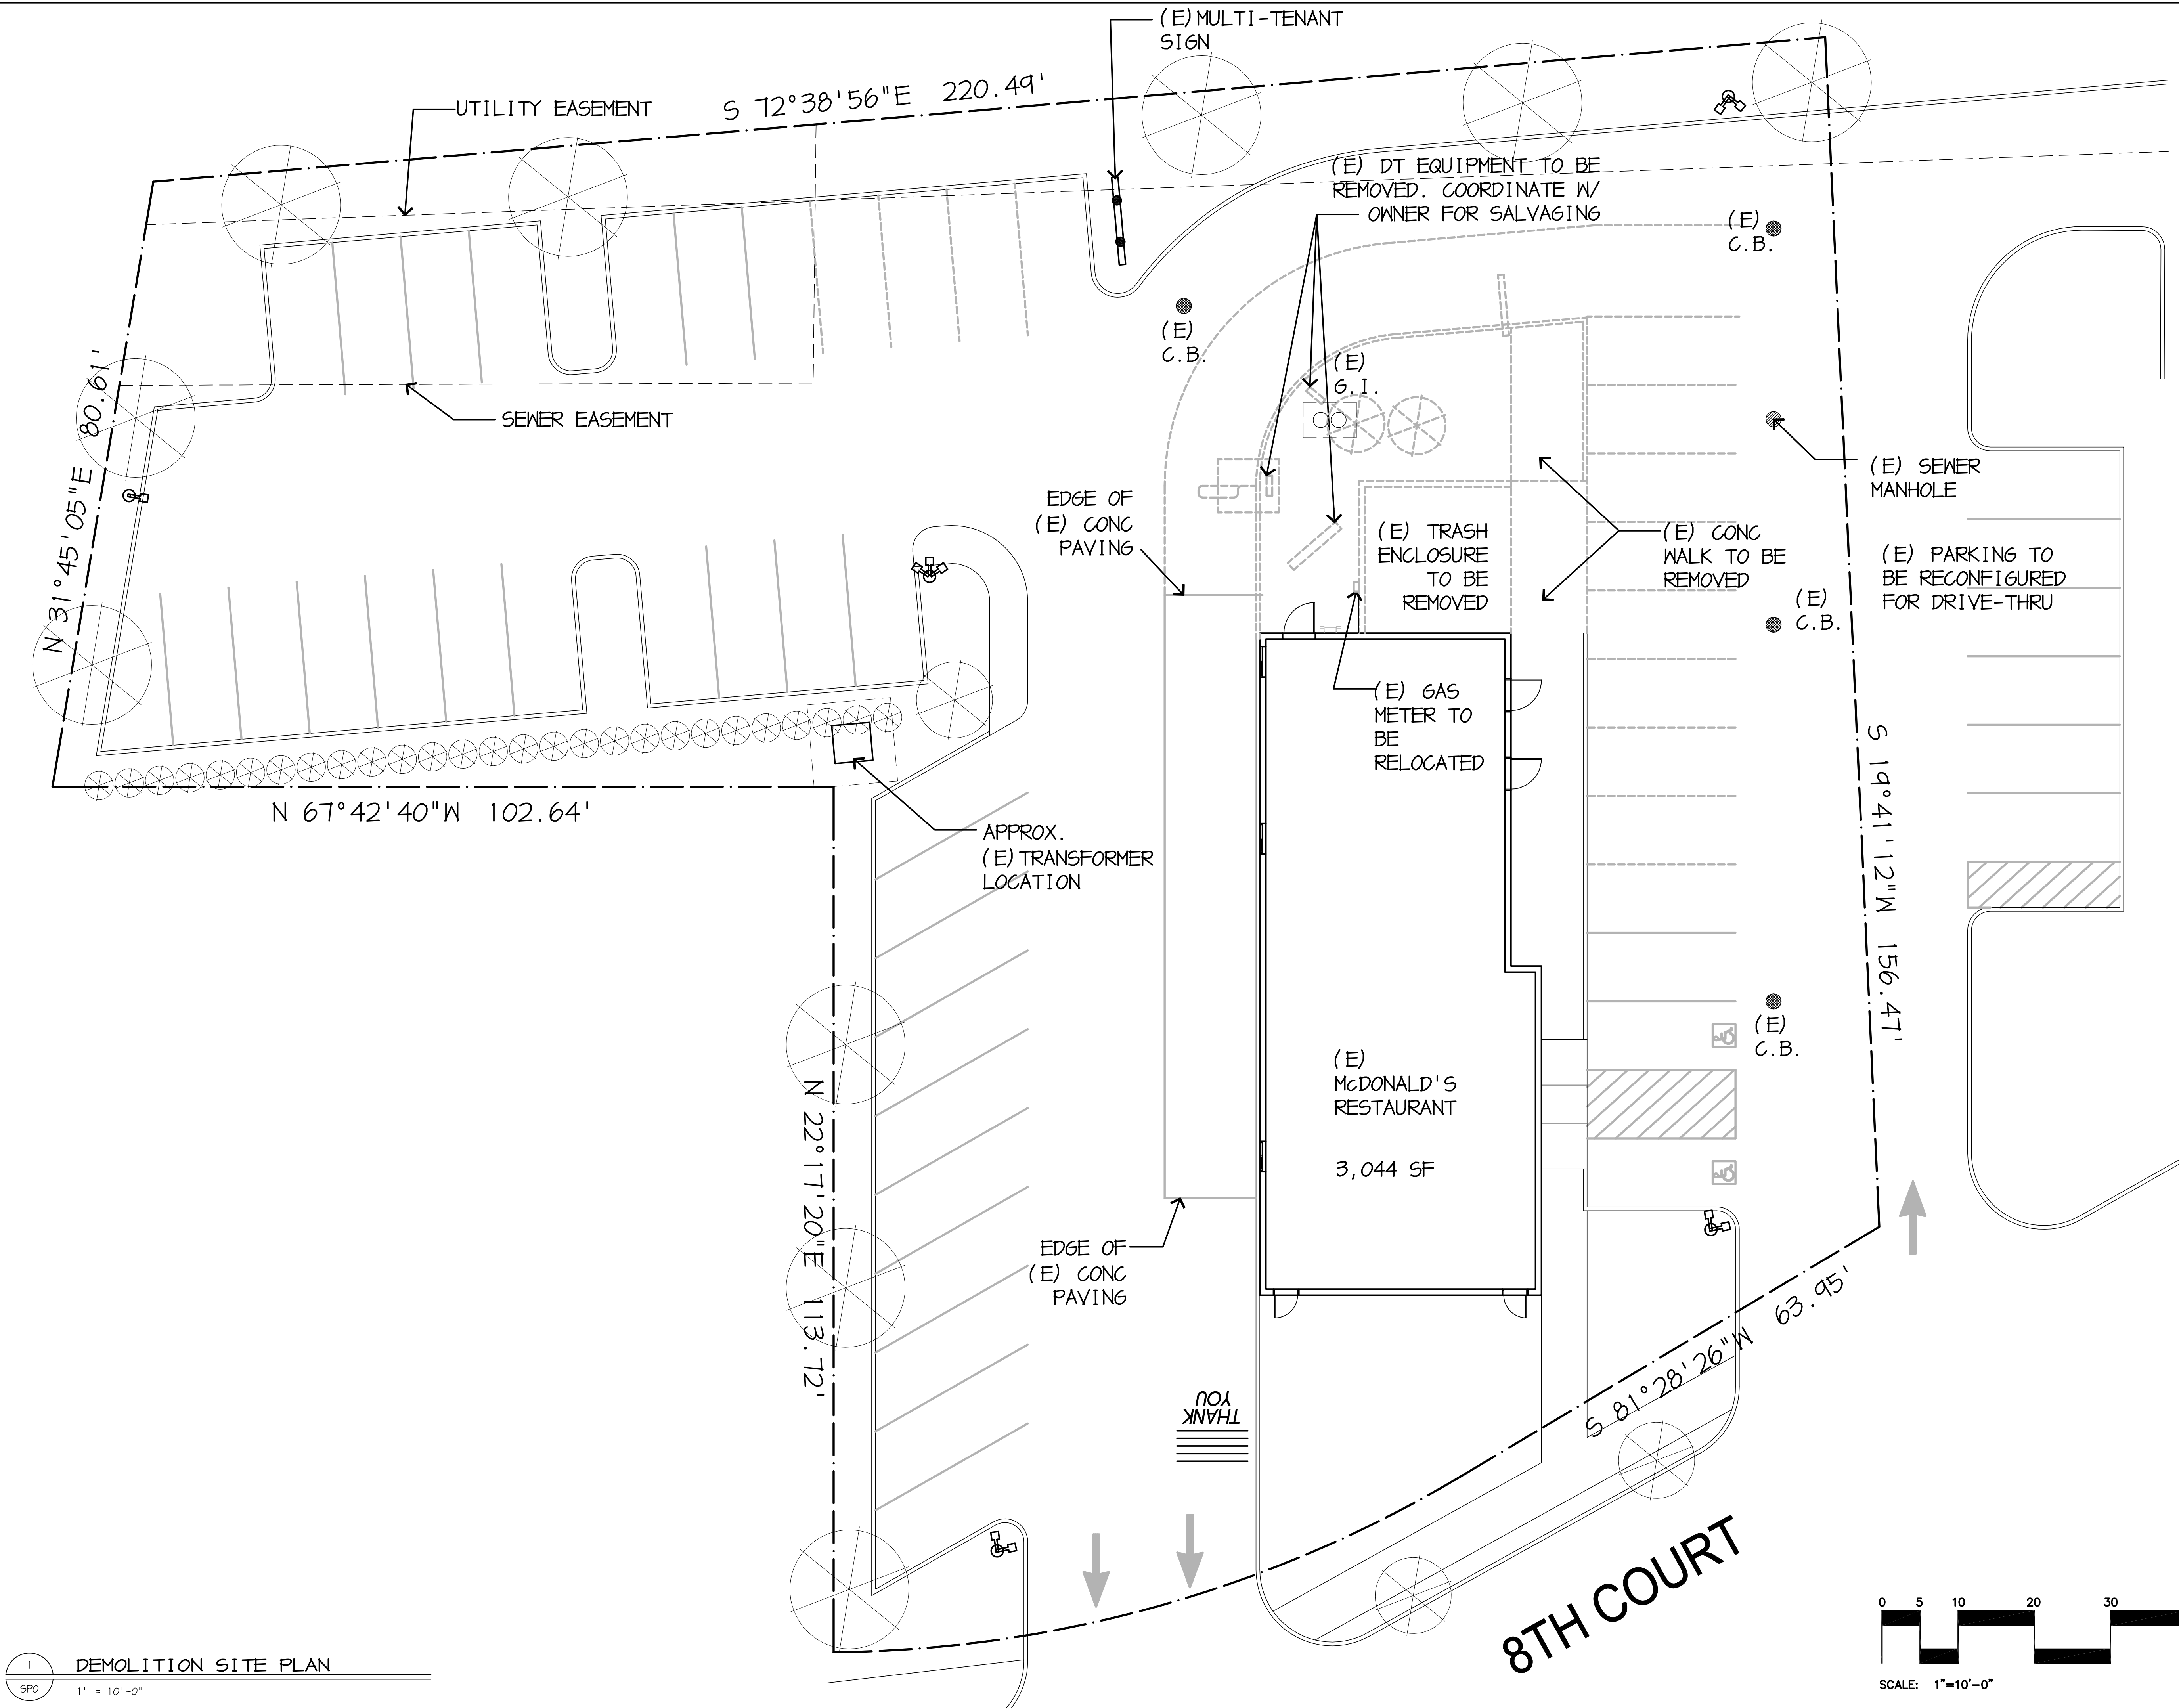 (E) MULTI-TENANT
SIGN
UTILITY EASEMENT
S 72°38'56"E 220.49'
(E) DT EQUIPMENT TO BE
REMOVED. COORDINATE W/
OWNER FOR SALVAGING
(E)
C.B.
(E)
C.B.
(E)
G.I.
N 31°45'05"E 80.61'
SEWER EASEMENT
(E) SEWER
MANHOLE
EDGE OF
(E) CONC
PAVING
(E) TRASH
ENCLOSURE
TO BE
REMOVED
(E) CONC
WALK TO BE
REMOVED
(E) PARKING TO
BE RECONFIGURED
FOR DRIVE-THRU
(E)
C.B.
(E) GAS
METER TO
BE
RELOCATED
S 19°41'12"W 156.47'
N 67°42'40"W 102.64'
APPROX.
(E) TRANSFORMER
LOCATION
(E)
C.B.
(E)
McDONALD'S
RESTAURANT
3,044 SF
N 22°17'20"E 113.72'
EDGE OF
(E) CONC
PAVING
S 81°28'26"W 63.95'
THANK
YOU
8TH COURT
0 5 10 20 30
SCALE: 1"=10'-0"
1
SP0
DEMOLITION SITE PLAN
1" = 10'-0"